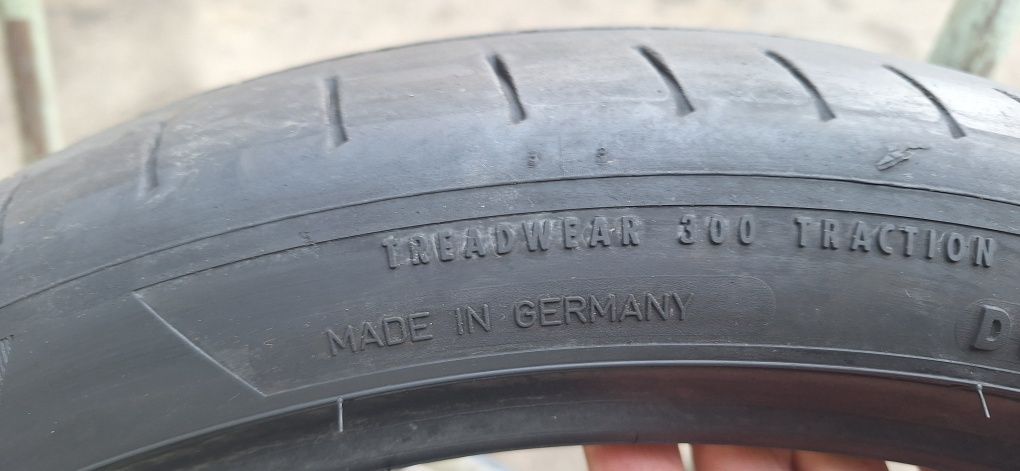 TREADWEAR 300 TRACTION
MADE IN GERMANY
D